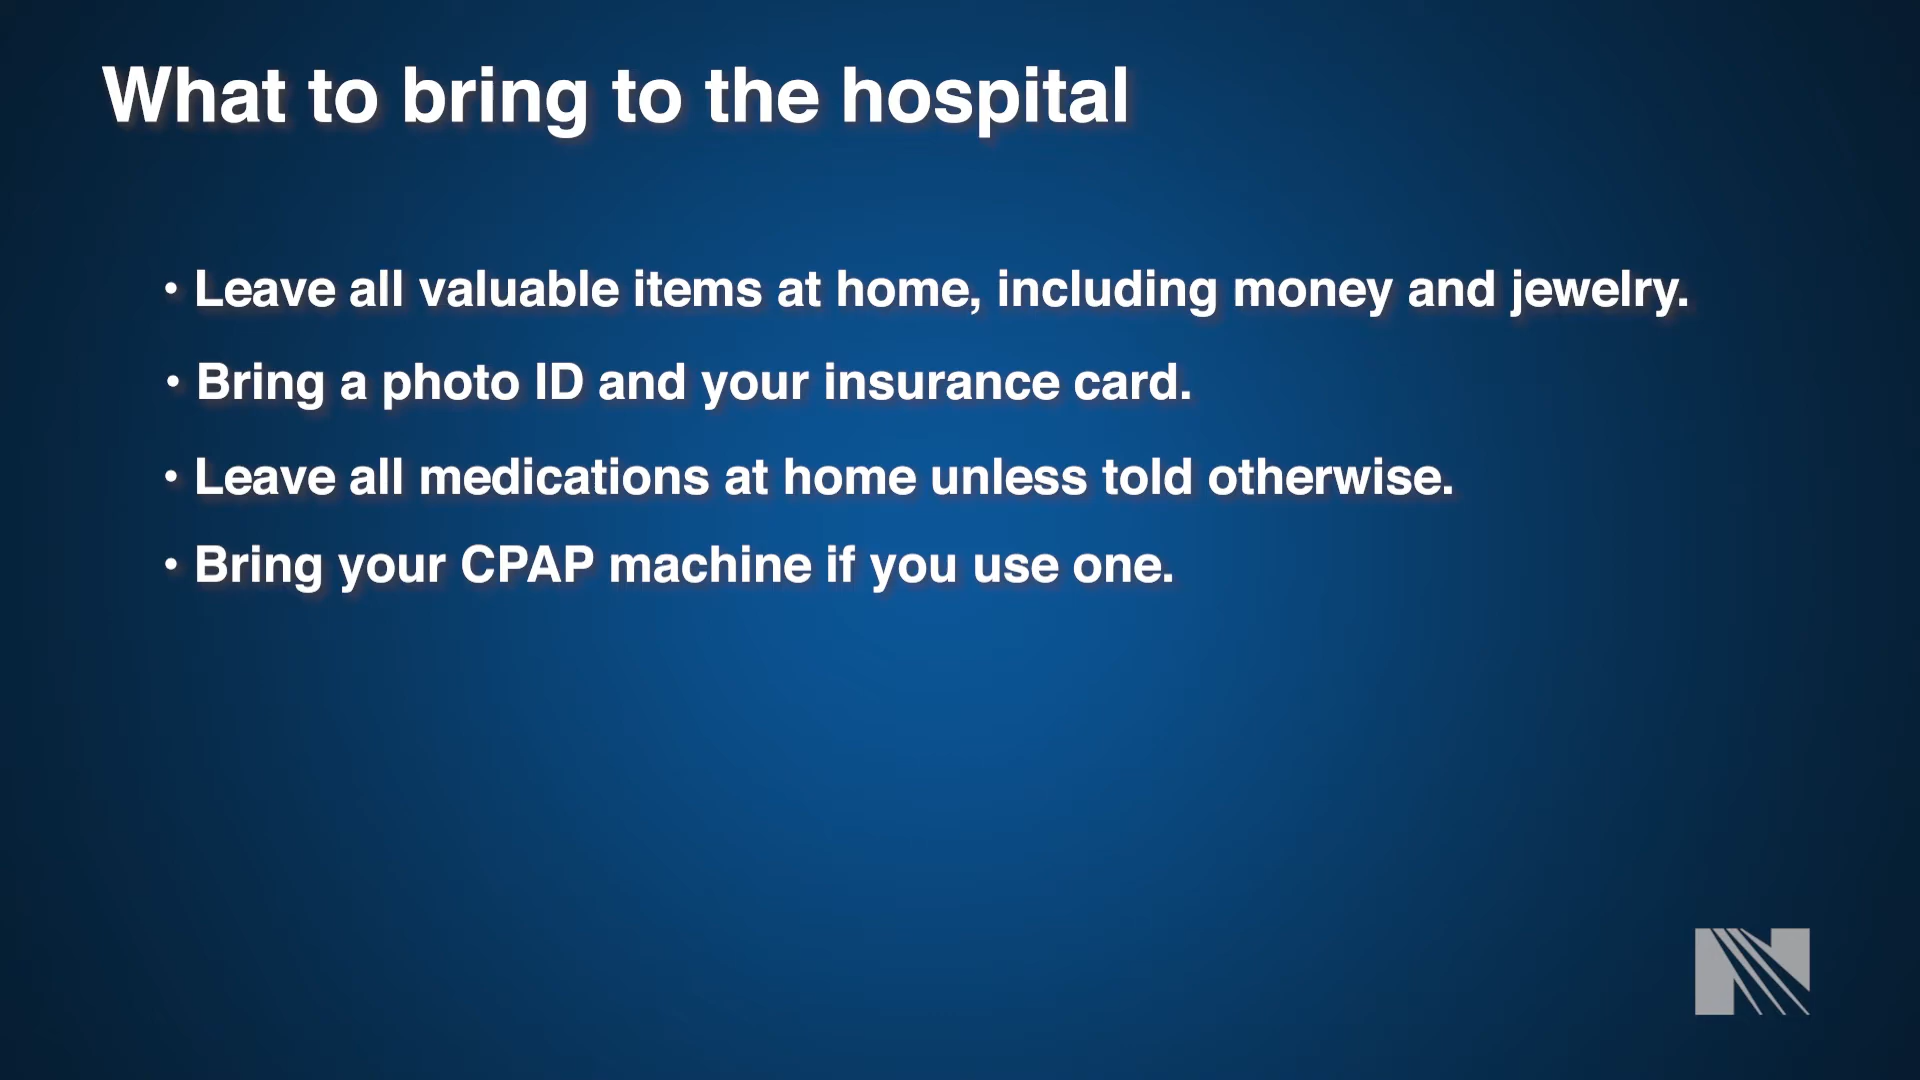 What to bring to the hospital
• Leave all valuable items at home, including money and jewelry.
• Bring a photo ID and your insurance card.
• Leave all medications at home unless told otherwise.
• Bring your CPAP machine if you use one.
N